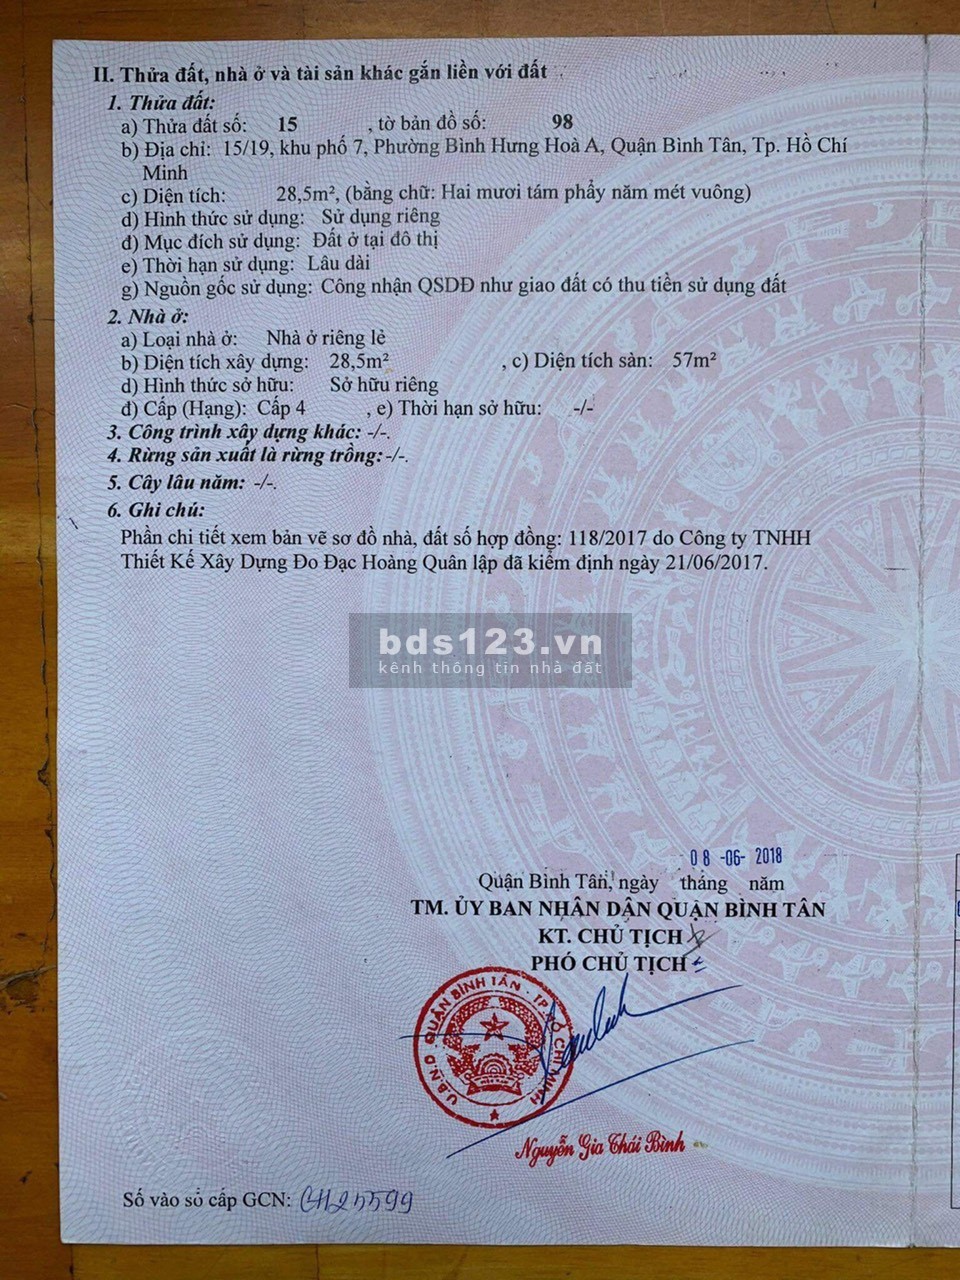 II. Thửa đất, nhà ở và tài sản khác gắn liền với đất
1. Thửa đất:
a) Thửa đất số: 15 , tờ bản đồ số: 98
b) Địa chỉ: 15/19, khu phố 7, Phường Bình Hưng Hoà A, Quận Bình Tân, Tp. Hồ Chí
Minh
c) Diện tích: 28,5m², (bằng chữ: Hai mươi tám phẩy năm mét vuông)
d) Hình thức sử dụng: Sử dụng riêng
đ) Mục đích sử dụng: Đất ở tại đô thị
e) Thời hạn sử dụng: Lâu dài
g) Nguồn gốc sử dụng: Công nhận QSDĐ như giao đất có thu tiền sử dụng đất
2. Nhà ở:
a) Loại nhà ở: Nhà ở riêng lẻ
b) Diện tích xây dựng: 28,5m² , c) Diện tích sàn: 57m²
d) Hình thức sở hữu: Sở hữu riêng
đ) Cấp (Hạng): Cấp 4 , e) Thời hạn sở hữu: -/-
3. Công trình xây dựng khác: -/-.
4. Rừng sản xuất là rừng trồng: -/-.
5. Cây lâu năm: -/-.
6. Ghi chú:
Phần chi tiết xem bản vẽ sơ đồ nhà, đất số hợp đồng: 118/2017 do Công ty TNHH
Thiết Kế Xây Dựng Đo Đạc Hoàng Quân lập đã kiểm định ngày 21/06/2017.
bds123.vn
kênh thông tin nhà đất
08 -06- 2018
Quận Bình Tân, ngày tháng năm
TM. ỦY BAN NHÂN DÂN QUẬN BÌNH TÂN
KT. CHỦ TỊCH
PHÓ CHỦ TỊCH
U.B.N.D QUẬN BÌNH TÂN - TP. HỒ CHÍ MINH
Nguyễn Gia Thái Bình
Số vào sổ cấp GCN: CH25599